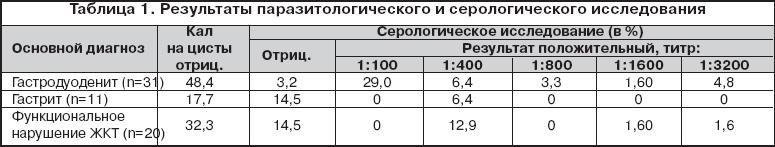 Таблица 1. Результаты паразитологического и серологического исследования
Основной диагноз
Кал
на цисты
отриц.
Серологическое исследование (в %)
Отриц.
Результат положительный, титр:
1:100 1:400 1:800 1:1600 1:3200
Гастродуоденит (n=31) 48,4 3,2 29,0 6,4 3,3 1,60 4,8
Гастрит (n=11) 17,7 14,5 0 6,4 0 0 0
Функциональное
нарушение ЖКТ (n=20) 32,3 14,5 0 12,9 0 1,60 1,6